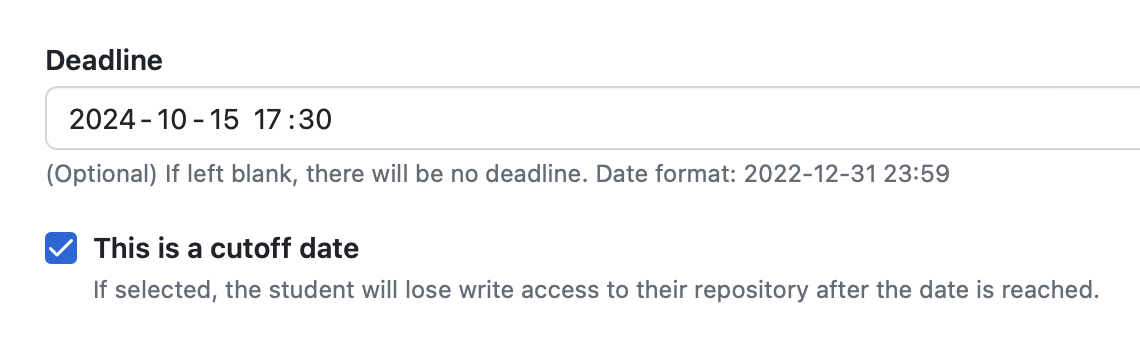 Deadline
2024-10-15 17:30
(Optional) If left blank, there will be no deadline. Date format: 2022-12-31 23:59
This is a cutoff date
If selected, the student will lose write access to their repository after the date is reached.